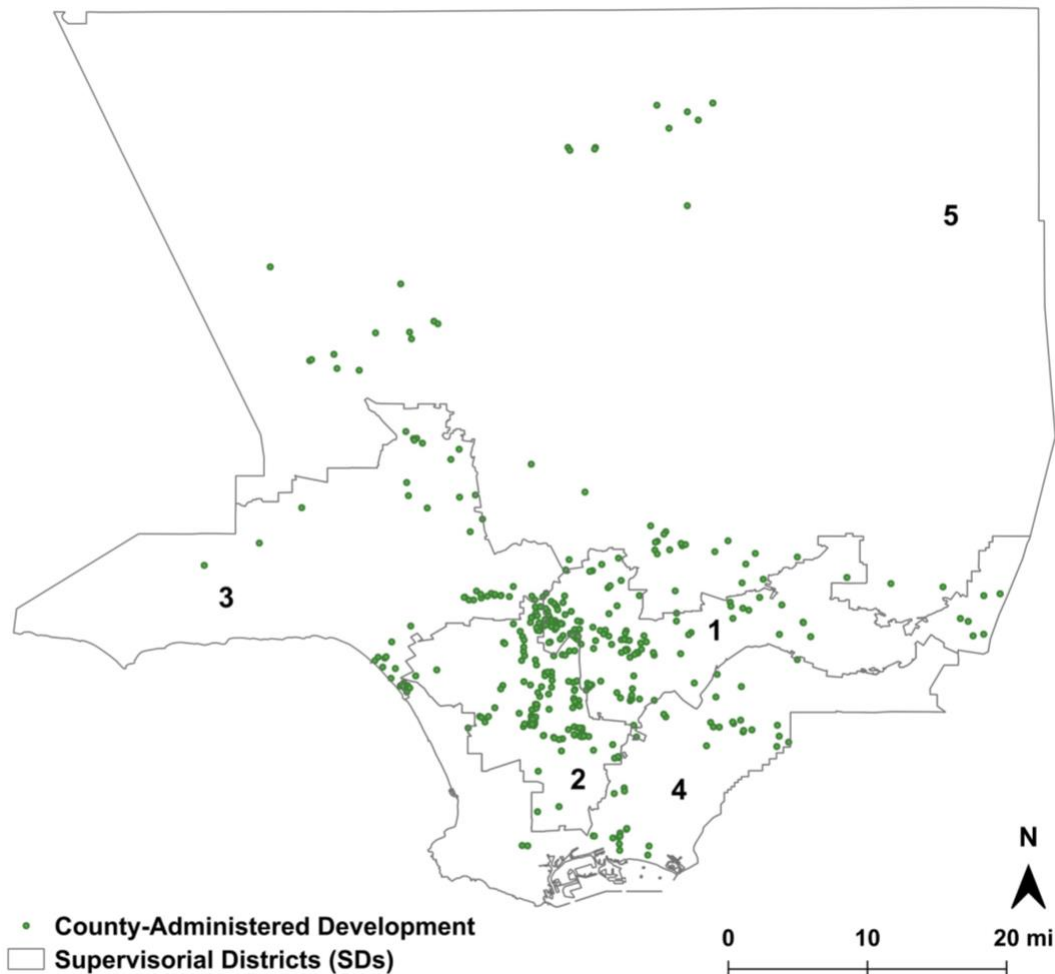 5
3
1
2
4
N
County-Administered Development
Supervisorial Districts (SDs)
0 10 20 mi